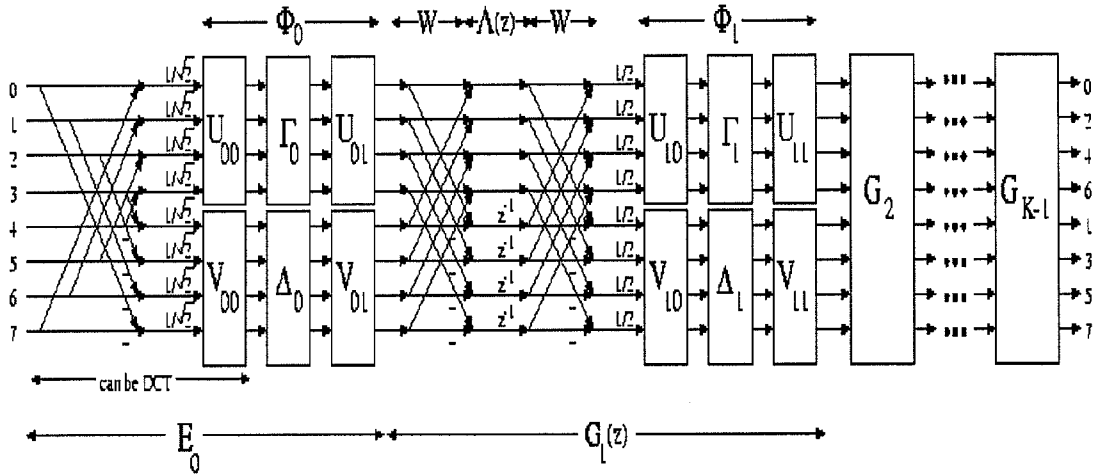 Φ0 W Λ(z) W Φ1
0 1/√2 U00 Γ0 U01 1/2 U10 Γ1 U11 0
1 1/√2 1/2 2
2 1/√2 1/2 4
3 1/√2 1/2 6
G2 GK-1
4 1/√2 V00 Δ0 V01 z-1 1/2 V10 Δ1 V11 1
5 1/√2 z-1 1/2 3
6 1/√2 z-1 1/2 5
7 1/√2 z-1 1/2 7
can be DCT
E0 G1(z)